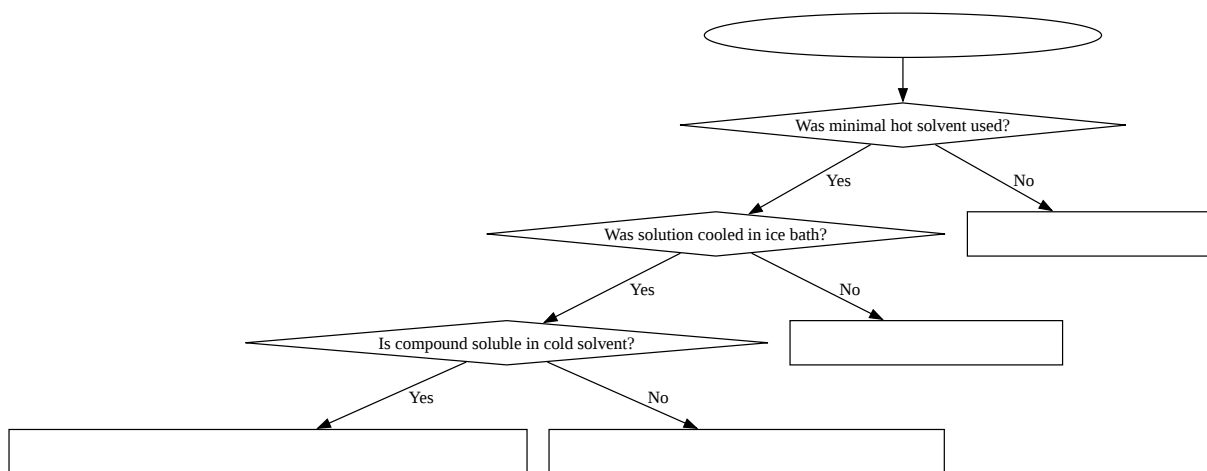 Was minimal hot solvent used?
Yes
No
Was solution cooled in ice bath?
Yes
No
Is compound soluble in cold solvent?
Yes
No